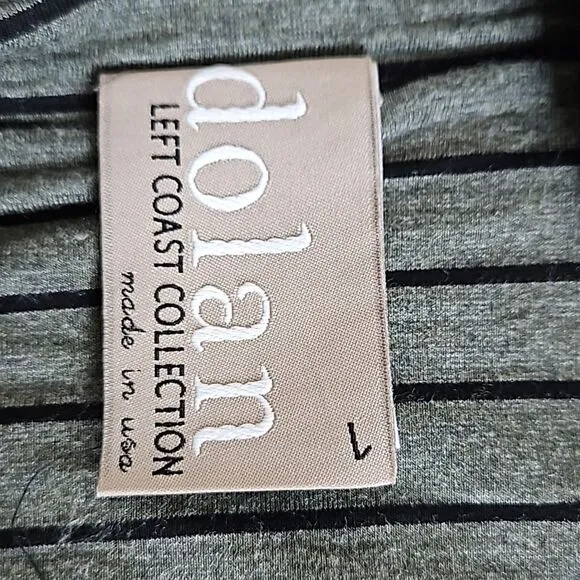 dolan
LEFT COAST COLLECTION
made in usa
L